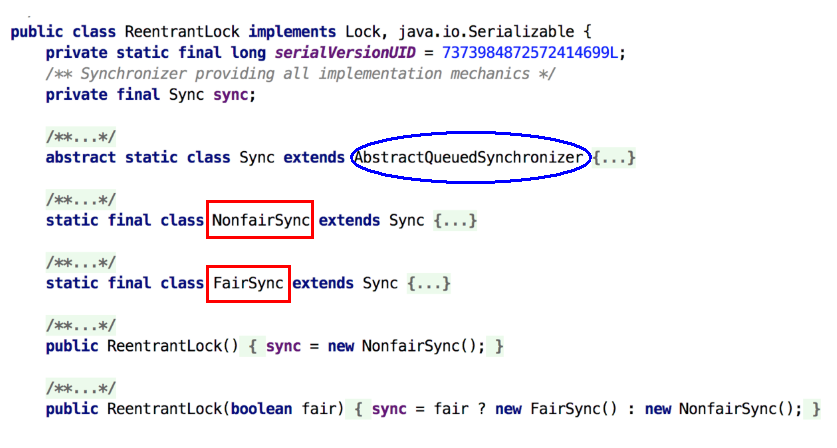 public class ReentrantLock implements Lock, java.io.Serializable {
private static final long serialVersionUID = 7373984872572414699L;
/** Synchronizer providing all implementation mechanics */
private final Sync sync;
/**...*/
abstract static class Sync extends AbstractQueuedSynchronizer {...}
/**...*/
static final class NonfairSync extends Sync {...}
/**...*/
static final class FairSync extends Sync {...}
/**...*/
public ReentrantLock() { sync = new NonfairSync(); }
/**...*/
public ReentrantLock(boolean fair) { sync = fair ? new FairSync() : new NonfairSync(); }